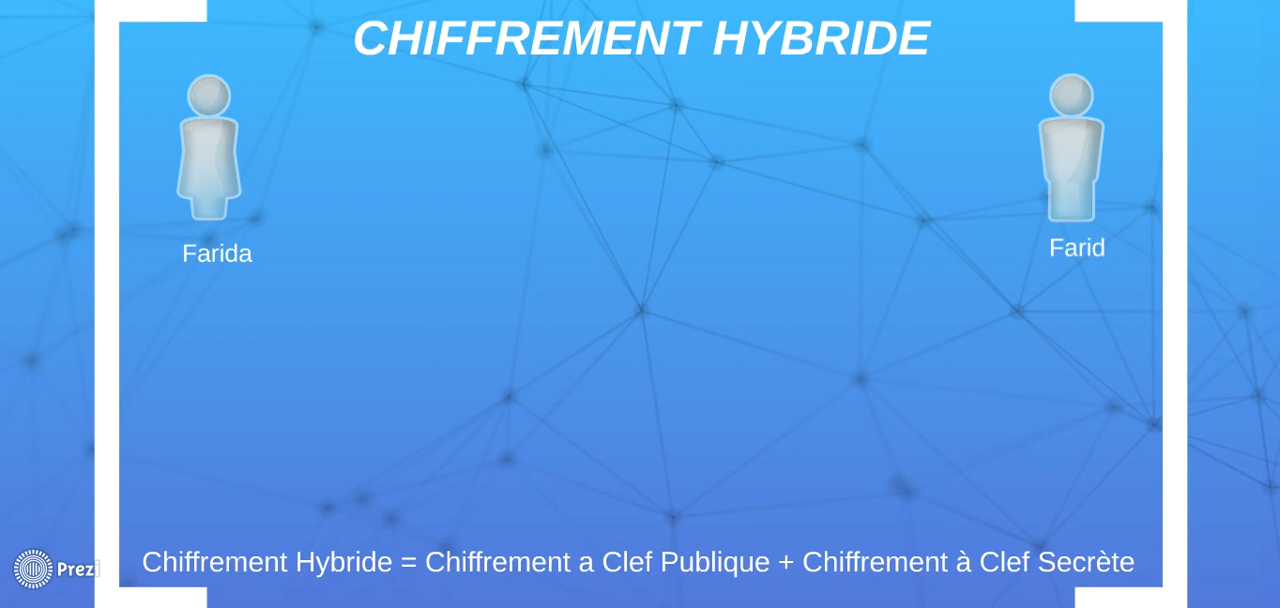 CHIFFREMENT HYBRIDE
Farida
Farid
Chiffrement Hybride = Chiffrement a Clef Publique + Chiffrement à Clef Secrète
Prezi